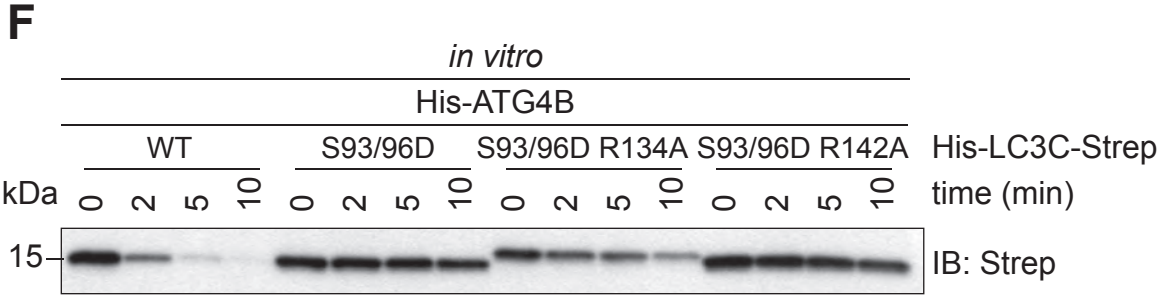 F
in vitro
His-ATG4B
WT S93/96D S93/96D R134A S93/96D R142A His-LC3C-Strep
kDa 0 2 5 10 0 2 5 10 0 2 5 10 0 2 5 10 time (min)
15 IB: Strep